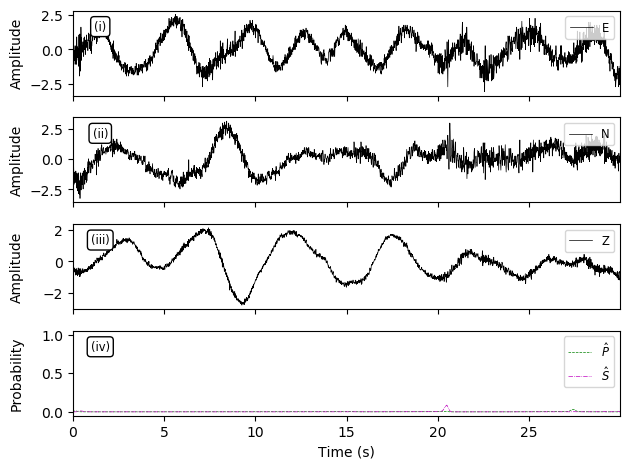 2.5
0.0
−2.5
Amplitude
(i)
E
2.5
0.0
−2.5
Amplitude
(ii)
N
2
0
−2
Amplitude
(iii)
Z
1.0
0.5
0.0
Probability
(iv)
P̂
Ŝ
0 5 10 15 20 25
Time (s)